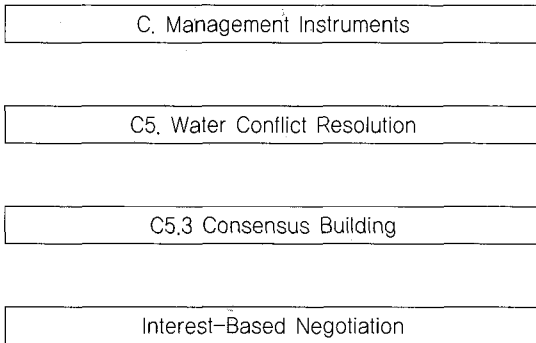 C. Management Instruments
C5. Water Conflict Resolution
C5.3 Consensus Building
Interest-Based Negotiation